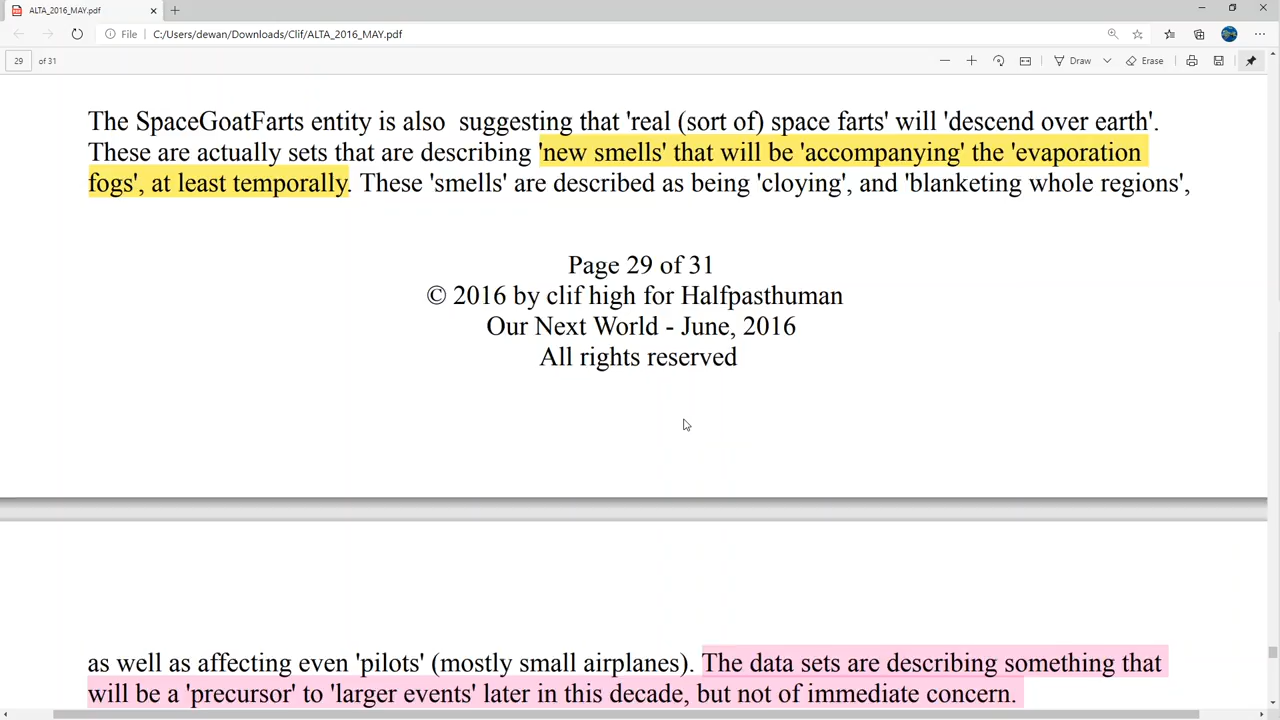 ALTA_2016_MAY.pdf
File C:/Users/dewan/Downloads/Clif/ALTA_2016_MAY.pdf
29 of 31 Draw Erase
The SpaceGoatFarts entity is also suggesting that 'real (sort of) space farts' will 'descend over earth'.
These are actually sets that are describing 'new smells' that will be 'accompanying' the 'evaporation
fogs', at least temporally. These 'smells' are described as being 'cloying', and 'blanketing whole regions',
Page 29 of 31
© 2016 by clif high for Halfpasthuman
Our Next World - June, 2016
All rights reserved
as well as affecting even 'pilots' (mostly small airplanes). The data sets are describing something that
will be a 'precursor' to 'larger events' later in this decade, but not of immediate concern.